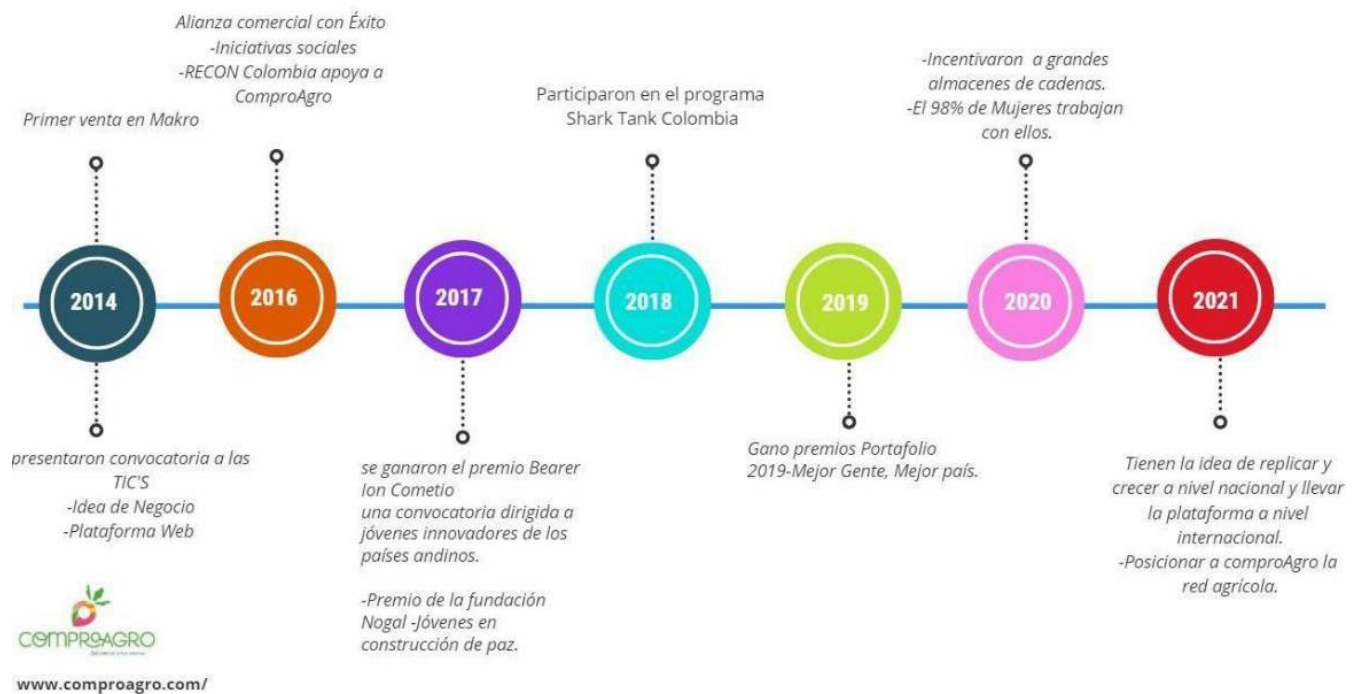 Primer venta en Makro
Alianza comercial con Éxito
-Iniciativas sociales
-RECON Colombia apoya a
ComproAgro
Participaron en el programa
Shark Tank Colombia
-Incentivaron a grandes
almacenes de cadenas.
-El 98% de Mujeres trabajan
con ellos.
2014
2016
2017
2018
2019
2020
2021
presentaron convocatoria a las
TIC'S
-Idea de Negocio
-Plataforma Web
se ganaron el premio Bearer
Ion Cometio
una convocatoria dirigida a
jóvenes innovadores de los
países andinos.
-Premio de la fundación
Nogal -Jóvenes en
construcción de paz.
Gano premios Portafolio
2019-Mejor Gente, Mejor país.
Tienen la idea de replicar y
crecer a nivel nacional y llevar
la plataforma a nivel
internacional.
-Posicionar a comproAgro la
red agrícola.
COMPROAGRO
www.comproagro.com/